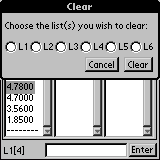 Clear
Choose the list(s) you wish to clear:
L1 L2 L3 L4 L5 L6
Cancel Clear
4.7800
4.7000
3.5600
1.8500
L1[4] Enter